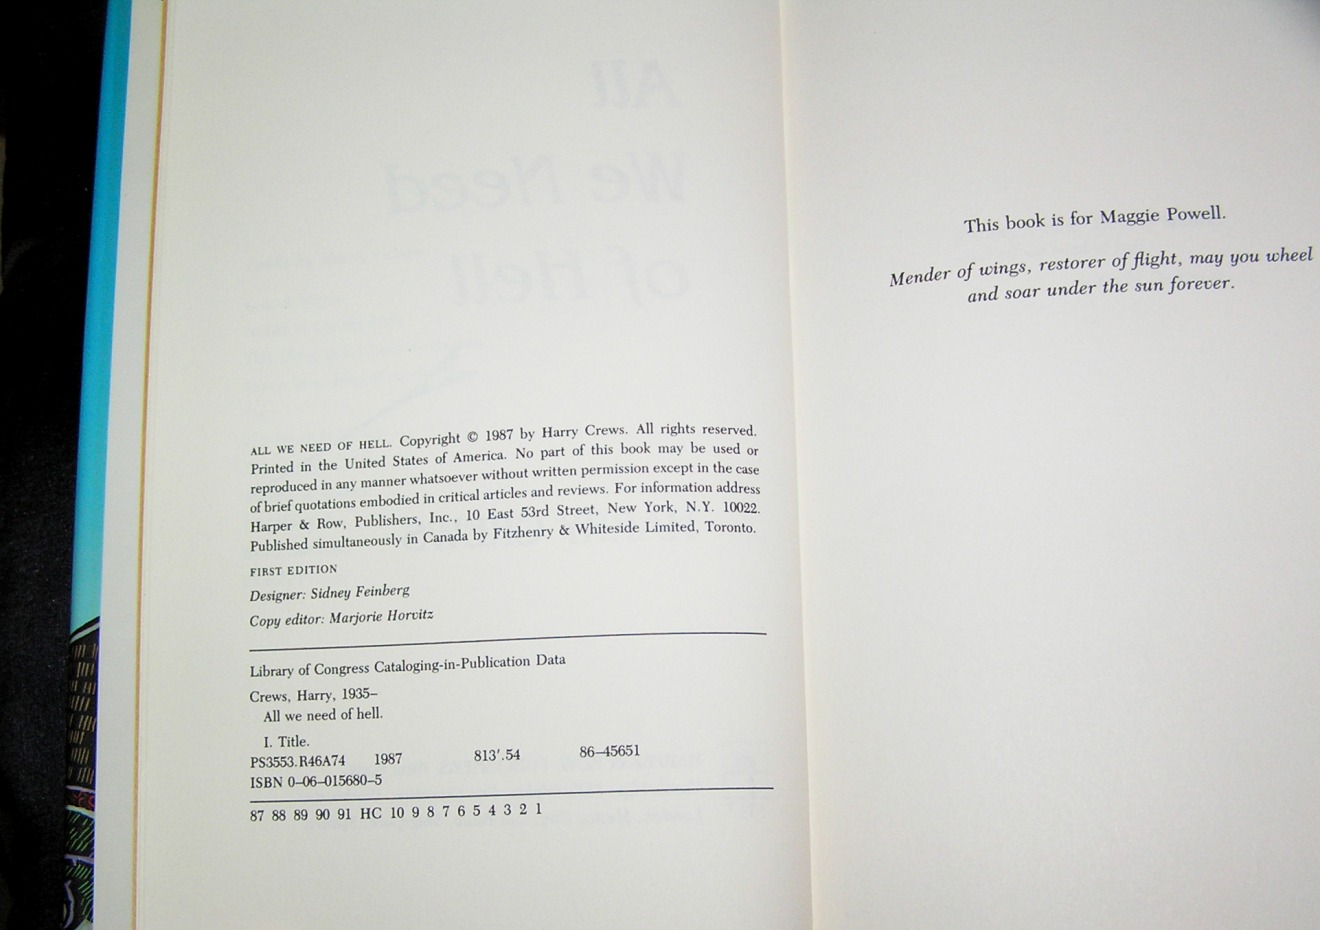 All
We Need
of Hell
ALL WE NEED OF HELL. Copyright © 1987 by Harry Crews. All rights reserved.
Printed in the United States of America. No part of this book may be used or
reproduced in any manner whatsoever without written permission except in the case
of brief quotations embodied in critical articles and reviews. For information address
Harper & Row, Publishers, Inc., 10 East 53rd Street, New York, N.Y. 10022.
Published simultaneously in Canada by Fitzhenry & Whiteside Limited, Toronto.
FIRST EDITION
Designer: Sidney Feinberg
Copy editor: Marjorie Horvitz
Library of Congress Cataloging-in-Publication Data
Crews, Harry, 1935–
All we need of hell.
I. Title.
PS3553.R46A74 1987 813'.54 86–45651
ISBN 0–06–015680–5
87 88 89 90 91 HC 10 9 8 7 6 5 4 3 2 1
This book is for Maggie Powell.
Mender of wings, restorer of flight, may you wheel
and soar under the sun forever.